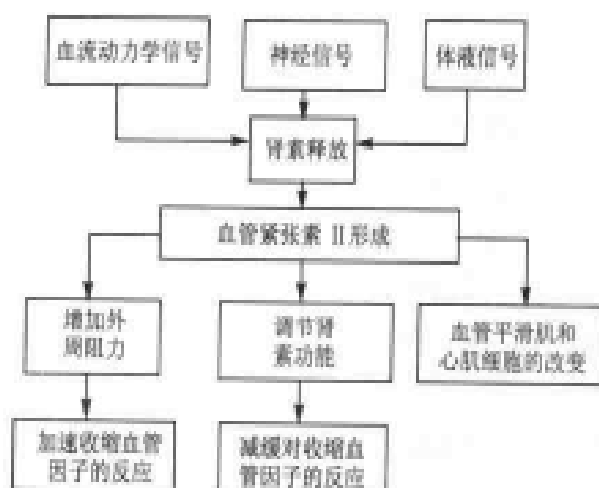 血流动力学信号
神经信号
体液信号
肾素释放
血管紧张素 II 形成
增加外
周阻力
调节肾
素功能
血管平滑肌和
心肌细胞的改变
加速收缩血管
因子的反应
减缓对收缩血
管因子的反应